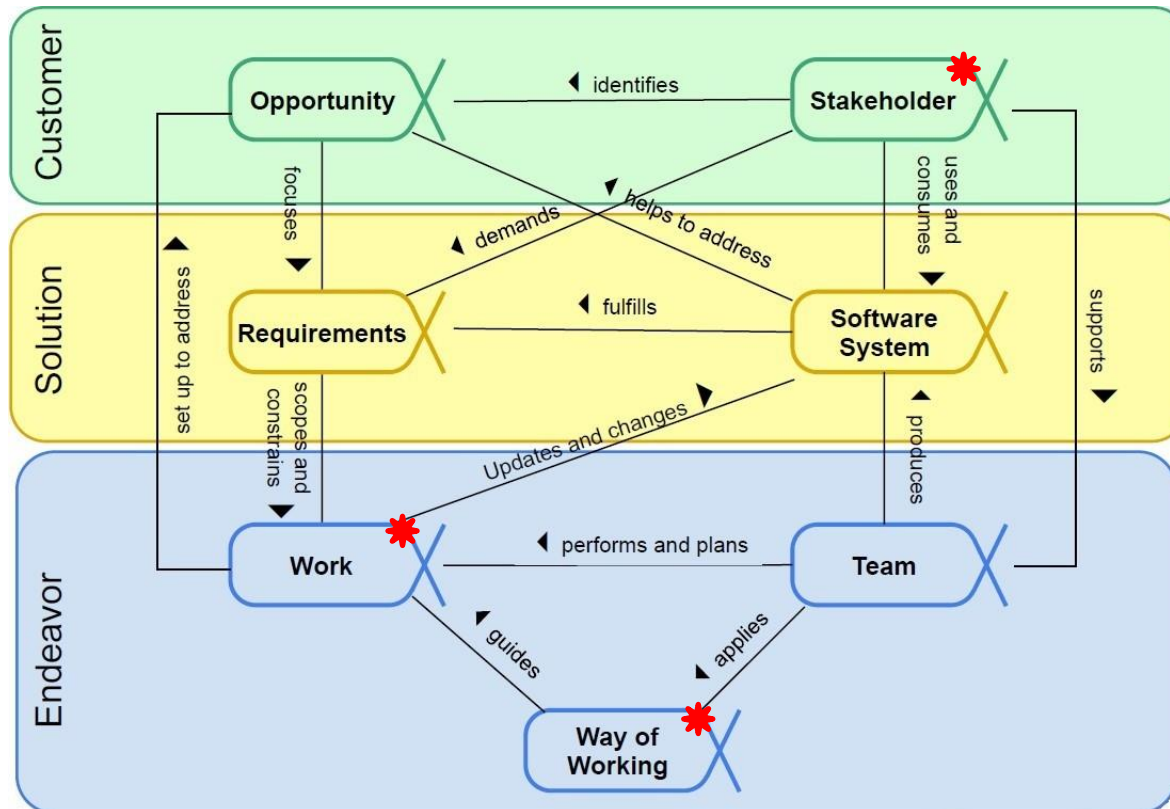 Customer
Opportunity
identifies
Stakeholder
focuses
demands
helps to address
uses and
consumes
Solution
set up to address
Requirements
fulfills
Software
System
supports
scopes and
constrains
Updates and changes
produces
Endeavor
Work
performs and plans
Team
guides
applies
Way of
Working